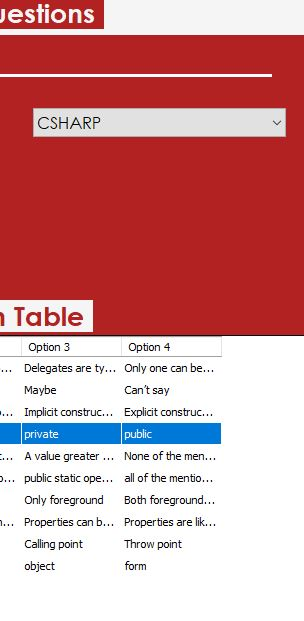 uestions
CSHARP
n Table
Option 3 Option 4
... Delegates are ty... Only one can be...
Maybe Can't say
o... Implicit construc... Explicit construc...
private public
t... A value greater ... None of the men...
o... public static ope... all of the mentio...
... Only foreground Both foreground...
n... Properties can b... Properties are lik...
Calling point Throw point
object form